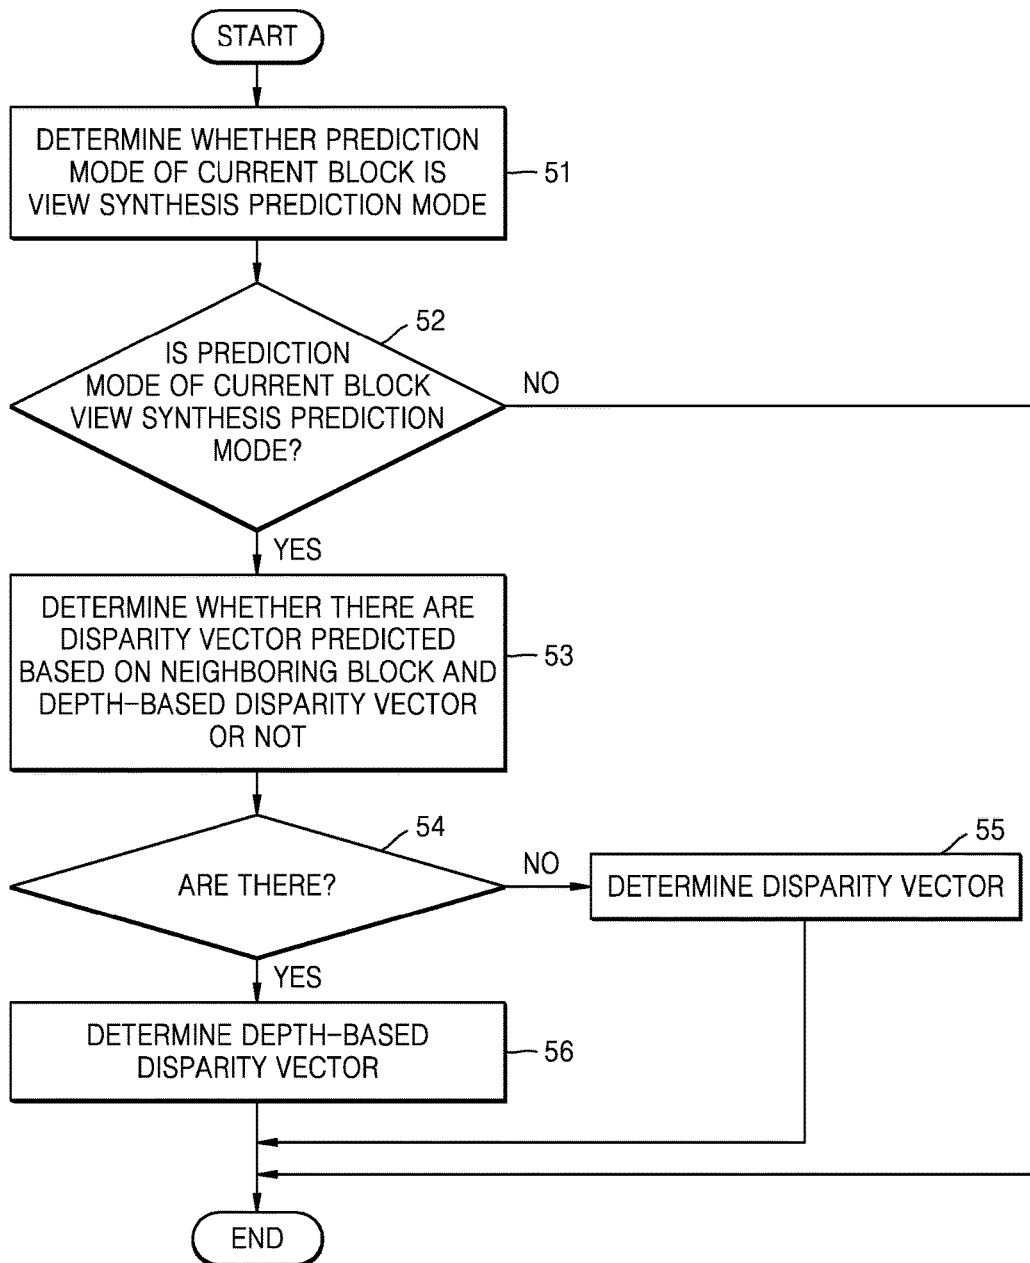 START
DETERMINE WHETHER PREDICTION
MODE OF CURRENT BLOCK IS
VIEW SYNTHESIS PREDICTION MODE
51
52
IS PREDICTION
MODE OF CURRENT BLOCK
VIEW SYNTHESIS PREDICTION
MODE?
NO
YES
DETERMINE WHETHER THERE ARE
DISPARITY VECTOR PREDICTED
BASED ON NEIGHBORING BLOCK AND
DEPTH-BASED DISPARITY VECTOR
OR NOT
53
54
ARE THERE?
NO
55
DETERMINE DISPARITY VECTOR
YES
DETERMINE DEPTH-BASED
DISPARITY VECTOR
56
END